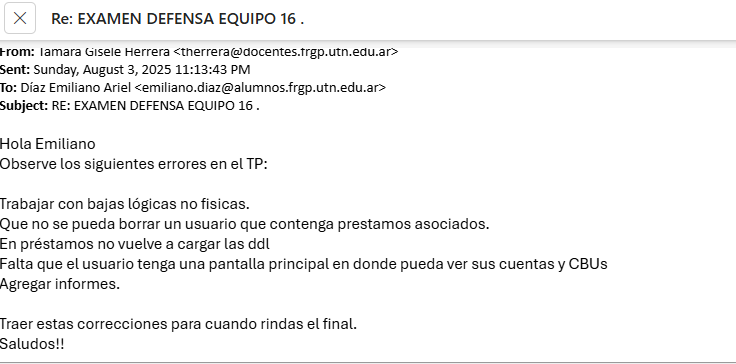 Re: EXAMEN DEFENSA EQUIPO 16 .
From: Tamara Gisele Herrera <therrera@docentes.frgp.utn.edu.ar>
Sent: Sunday, August 3, 2025 11:13:43 PM
To: Díaz Emiliano Ariel <emiliano.diaz@alumnos.frgp.utn.edu.ar>
Subject: RE: EXAMEN DEFENSA EQUIPO 16 .
Hola Emiliano
Observe los siguientes errores en el TP:
Trabajar con bajas lógicas no fisicas.
Que no se pueda borrar un usuario que contenga prestamos asociados.
En préstamos no vuelve a cargar las ddl
Falta que el usuario tenga una pantalla principal en donde pueda ver sus cuentas y CBUs
Agregar informes.
Traer estas correcciones para cuando rindas el final.
Saludos!!